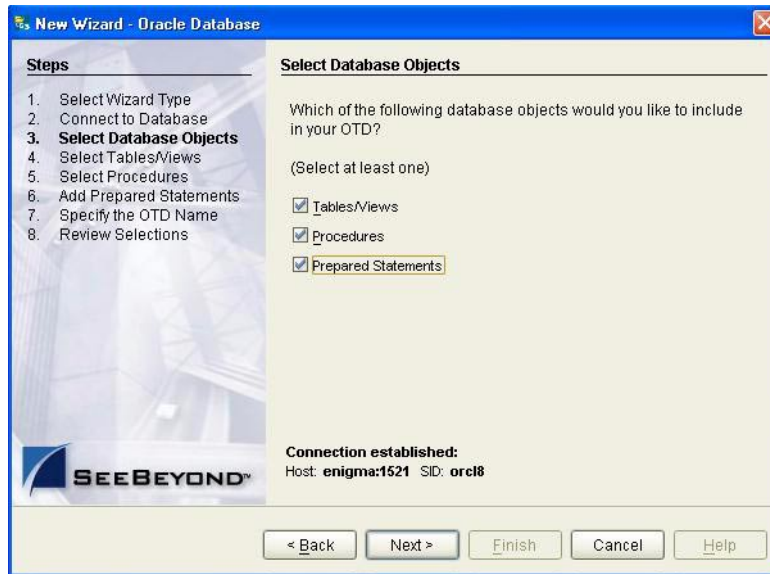 New Wizard - Oracle Database
Steps
1. Select Wizard Type
2. Connect to Database
3. Select Database Objects
4. Select Tables/Views
5. Select Procedures
6. Add Prepared Statements
7. Specify the OTD Name
8. Review Selections
SEEBEYOND™
Select Database Objects
Which of the following database objects would you like to include
in your OTD?
(Select at least one)
Tables/Views
Procedures
Prepared Statements
Connection established:
Host: enigma:1521 SID: orcl8
< Back
Next >
Finish
Cancel
Help